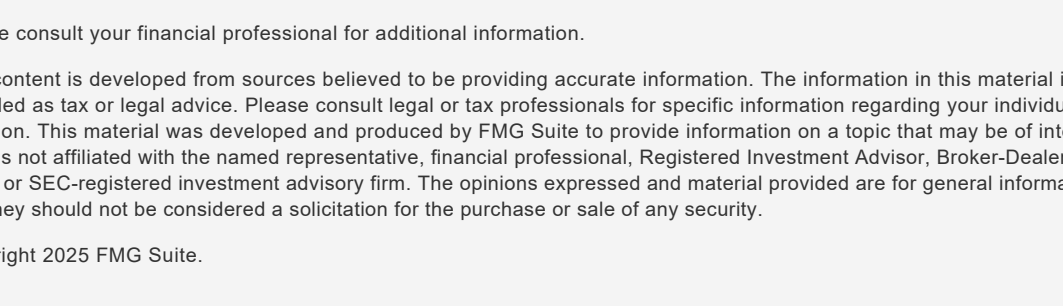 e consult your financial professional for additional information.
content is developed from sources believed to be providing accurate information. The information in this material i
ded as tax or legal advice. Please consult legal or tax professionals for specific information regarding your individu
on. This material was developed and produced by FMG Suite to provide information on a topic that may be of int
s not affiliated with the named representative, financial professional, Registered Investment Advisor, Broker-Dealer
or SEC-registered investment advisory firm. The opinions expressed and material provided are for general informa
hey should not be considered a solicitation for the purchase or sale of any security.
right 2025 FMG Suite.